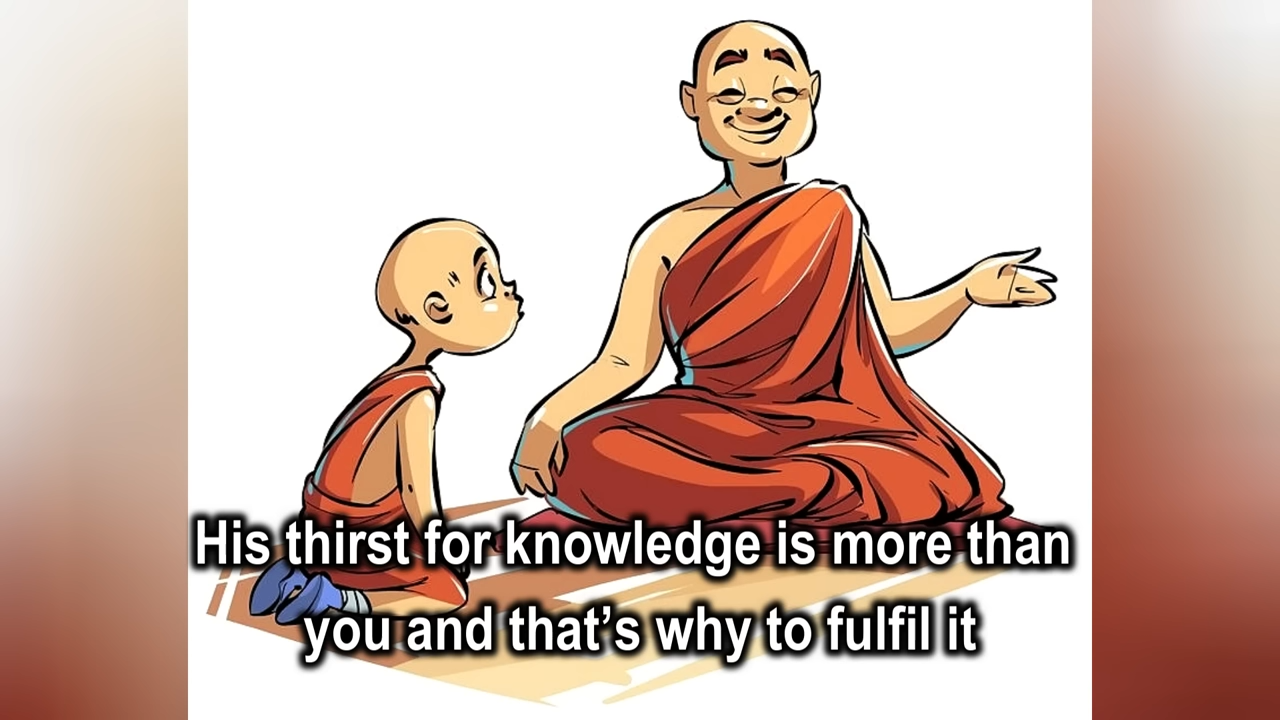 His thirst for knowledge is more than
you and that’s why to fulfil it